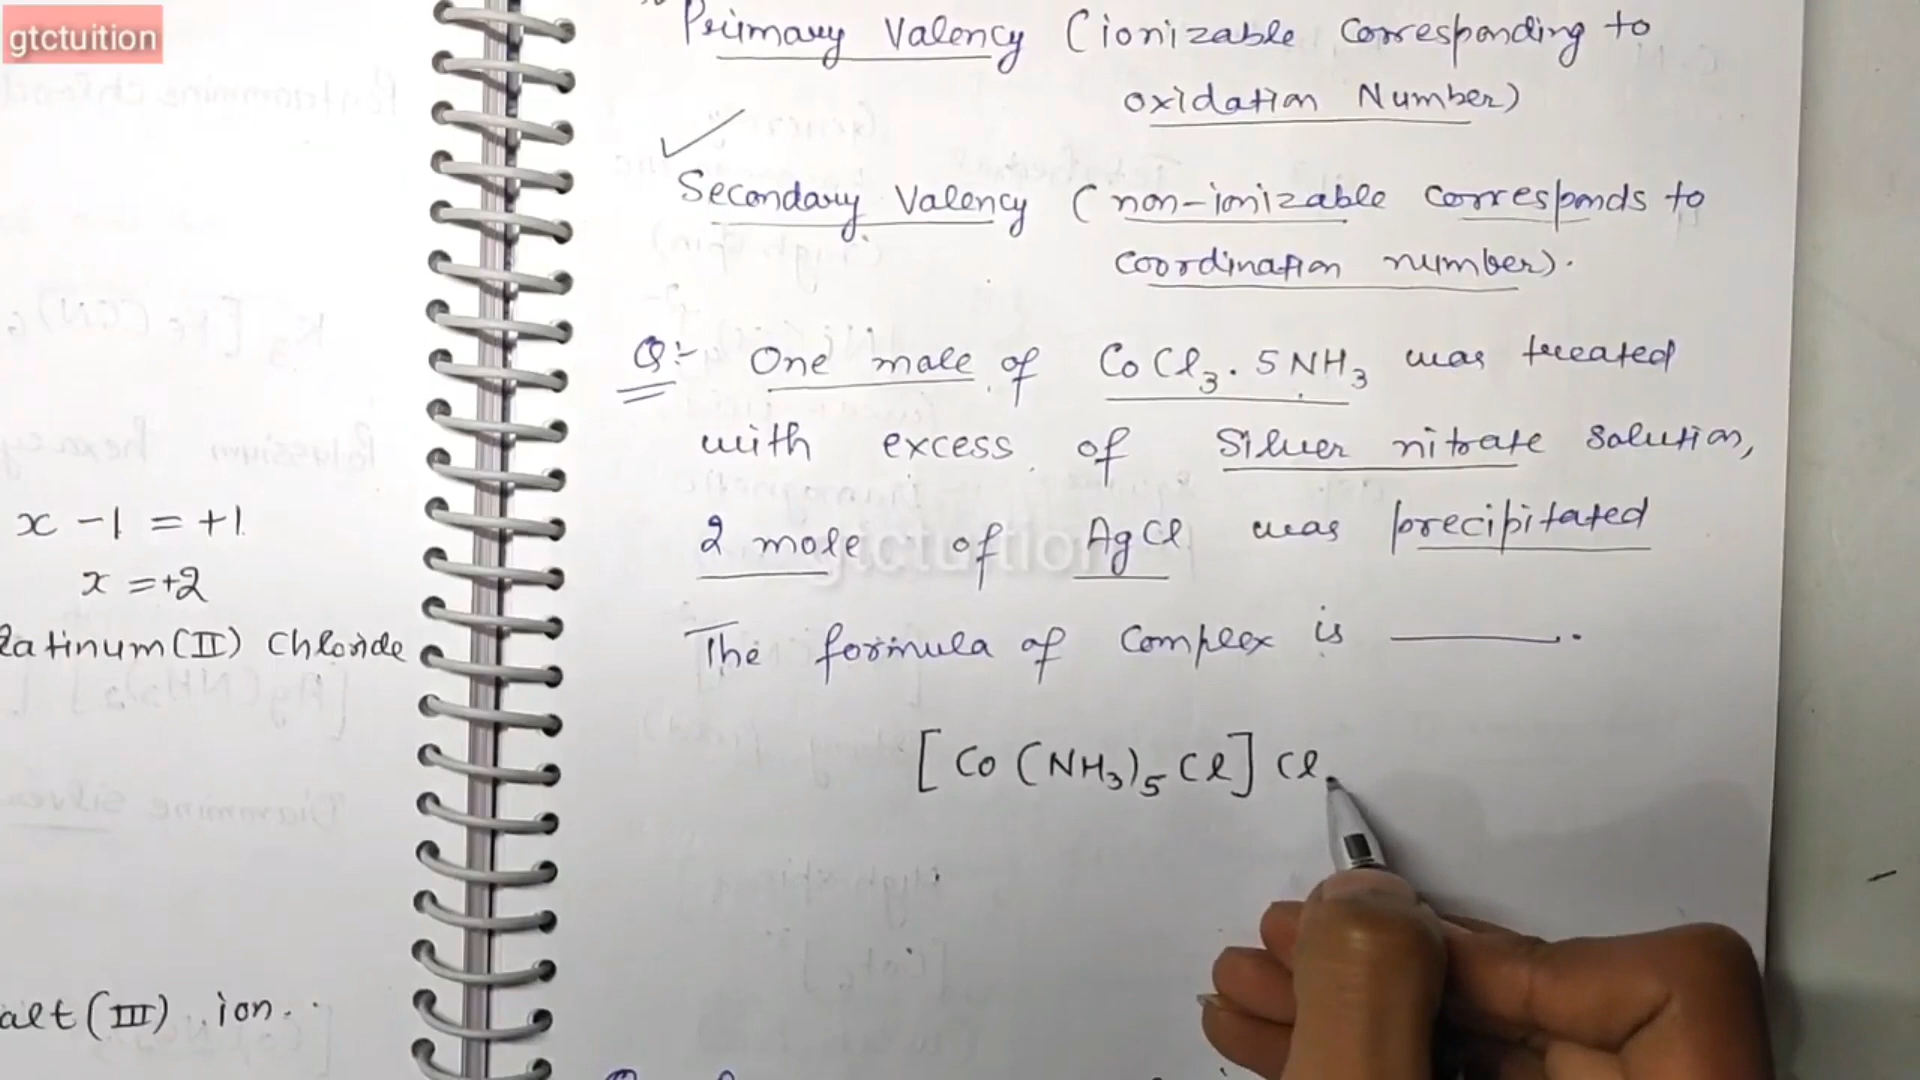 gtctuition
Primary Valency (ionizable corresponding to
oxidation Number)
Secondary Valency (non-ionizable corresponds to
coordination number).
Q:- One mole of CoCl3.5NH3 was treated
with excess of Silver nitrate solution,
2 mole of AgCl was precipitated
gtctuition
The formula of complex is ______.
[Co(NH3)5Cl]Cl
x - 1 = +1
x = +2
latinum(II) Chloride
alt(III) ion.